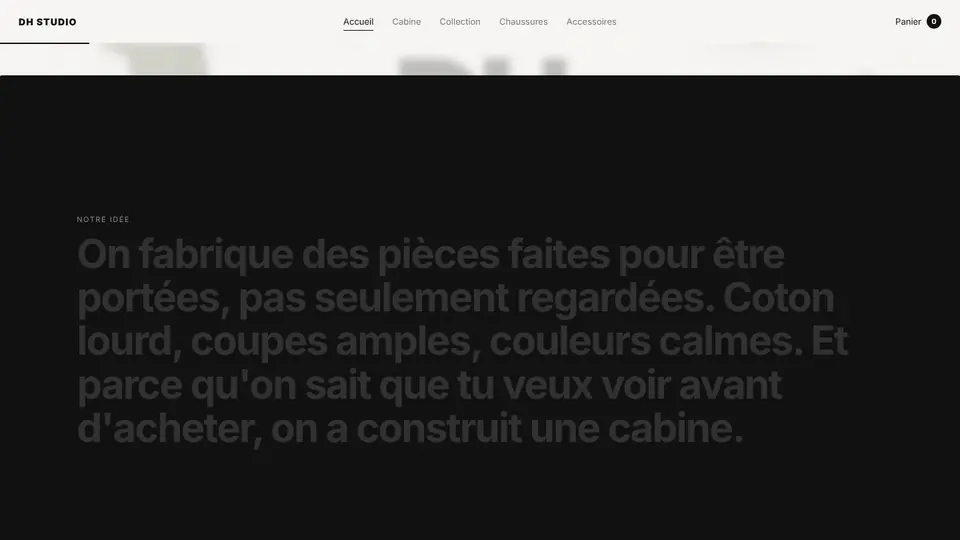 DH STUDIO
Accueil
Cabine
Collection
Chaussures
Accessoires
Panier 0
NOTRE IDÉE
On fabrique des pièces faites pour être
portées, pas seulement regardées. Coton
lourd, coupes amples, couleurs calmes. Et
parce qu'on sait que tu veux voir avant
d'acheter, on a construit une cabine.